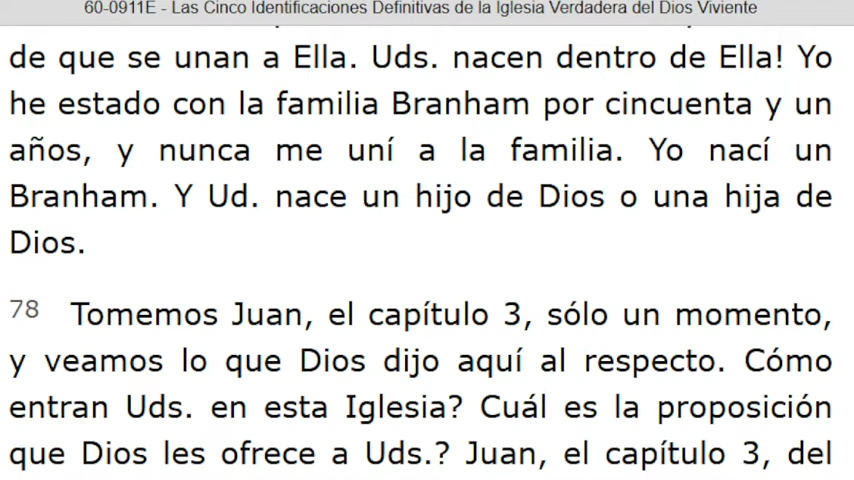 60-0911E - Las Cinco Identificaciones Definitivas de la Iglesia Verdadera del Dios Viviente
de que se unan a Ella. Uds. nacen dentro de Ella! Yo
he estado con la familia Branham por cincuenta y un
años, y nunca me uní a la familia. Yo nací un
Branham. Y Ud. nace un hijo de Dios o una hija de
Dios.
78 Tomemos Juan, el capítulo 3, sólo un momento,
y veamos lo que Dios dijo aquí al respecto. Cómo
entran Uds. en esta Iglesia? Cuál es la proposición
que Dios les ofrece a Uds.? Juan, el capítulo 3, del